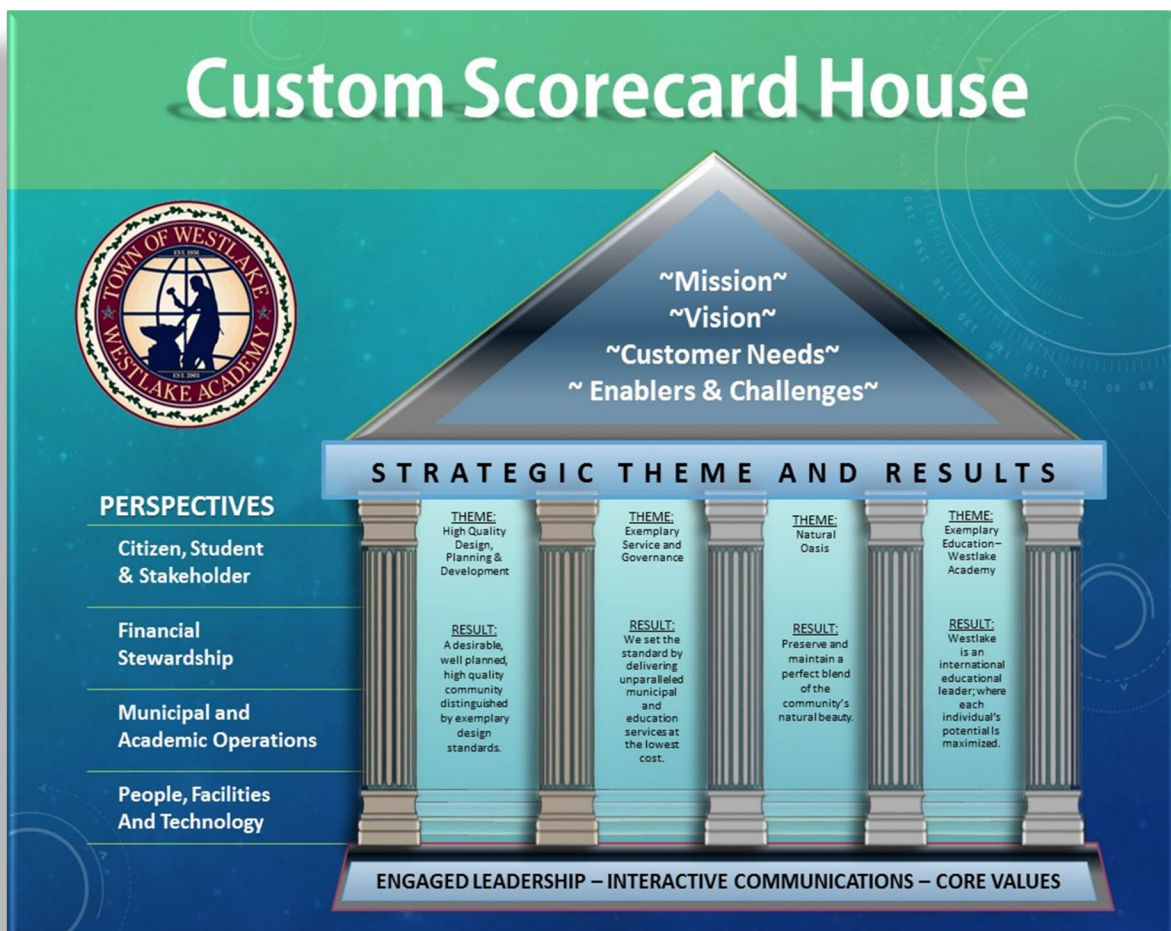 Custom Scorecard House
TOWN OF WESTLAKE
EST. 1956
EST. 2003
WESTLAKE ACADEMY
~Mission~
~Vision~
~Customer Needs~
~ Enablers & Challenges~
STRATEGIC THEME AND RESULTS
PERSPECTIVES
Citizen, Student
& Stakeholder
Financial
Stewardship
Municipal and
Academic Operations
People, Facilities
And Technology
THEME:
High Quality
Design,
Planning &
Development
RESULT:
A desirable,
well planned,
high quality
community
distinguished
by exemplary
design
standards.
THEME:
Exemplary
Service and
Governance
RESULT:
We set the
standard by
delivering
unparalleled
municipal
and
education
services at
the lowest
cost.
THEME:
Natural
Oasis
RESULT:
Preserve and
maintain a
perfect blend
of the
community's
natural beauty.
THEME:
Exemplary
Education–
Westlake
Academy
RESULT:
Westlake
is an
international
educational
leader; where
each
individual's
potential Is
maximized.
ENGAGED LEADERSHIP – INTERACTIVE COMMUNICATIONS – CORE VALUES